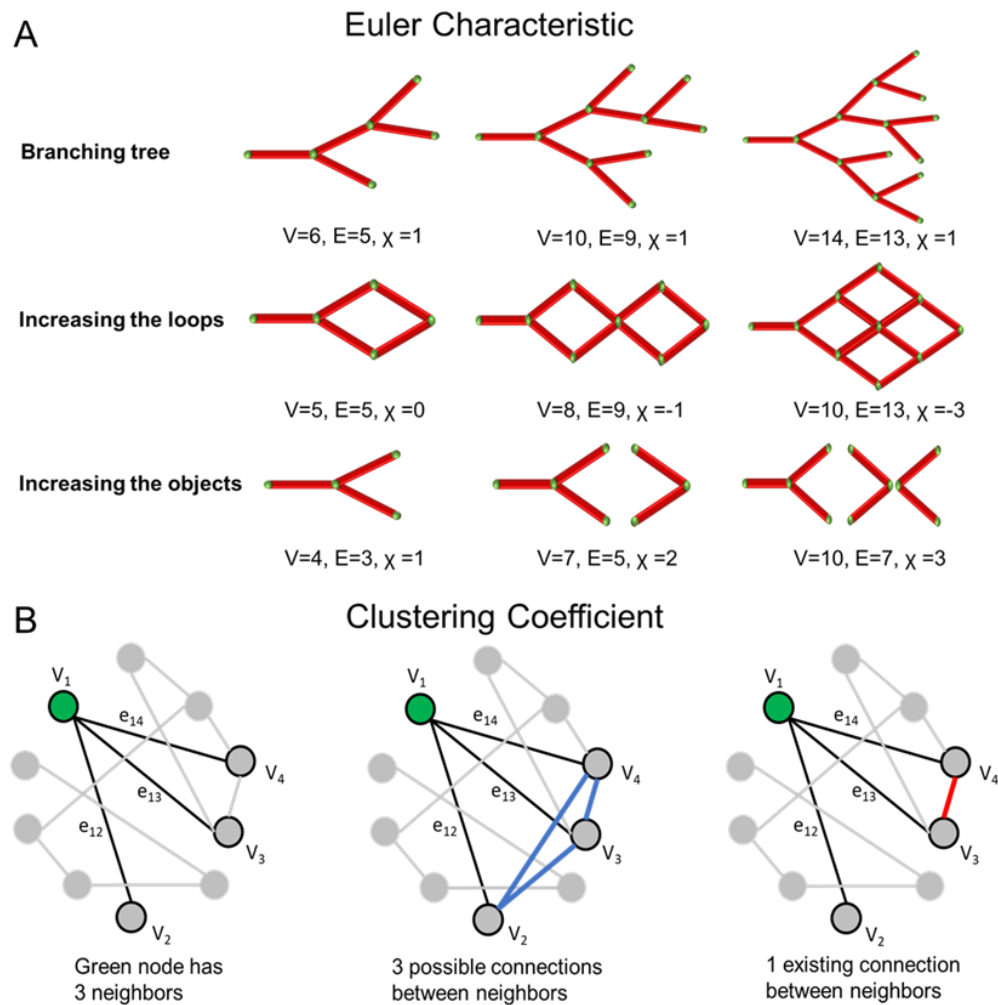 A
Euler Characteristic
Branching tree
V=6, E=5, χ =1
V=10, E=9, χ =1
V=14, E=13, χ =1
Increasing the loops
V=5, E=5, χ=0
V=8, E=9, χ=-1
V=10, E=13, χ=-3
Increasing the objects
V=4, E=3, χ =1
V=7, E=5, χ =2
V=10, E=7, χ =3
B
Clustering Coefficient
V₁
e₁₄
V₄
e₁₃
e₁₂
V₃
V₂
Green node has
3 neighbors
V₁
e₁₄
V₄
e₁₃
e₁₂
V₃
V₂
3 possible connections
between neighbors
V₁
e₁₄
V₄
e₁₃
e₁₂
V₃
V₂
1 existing connection
between neighbors